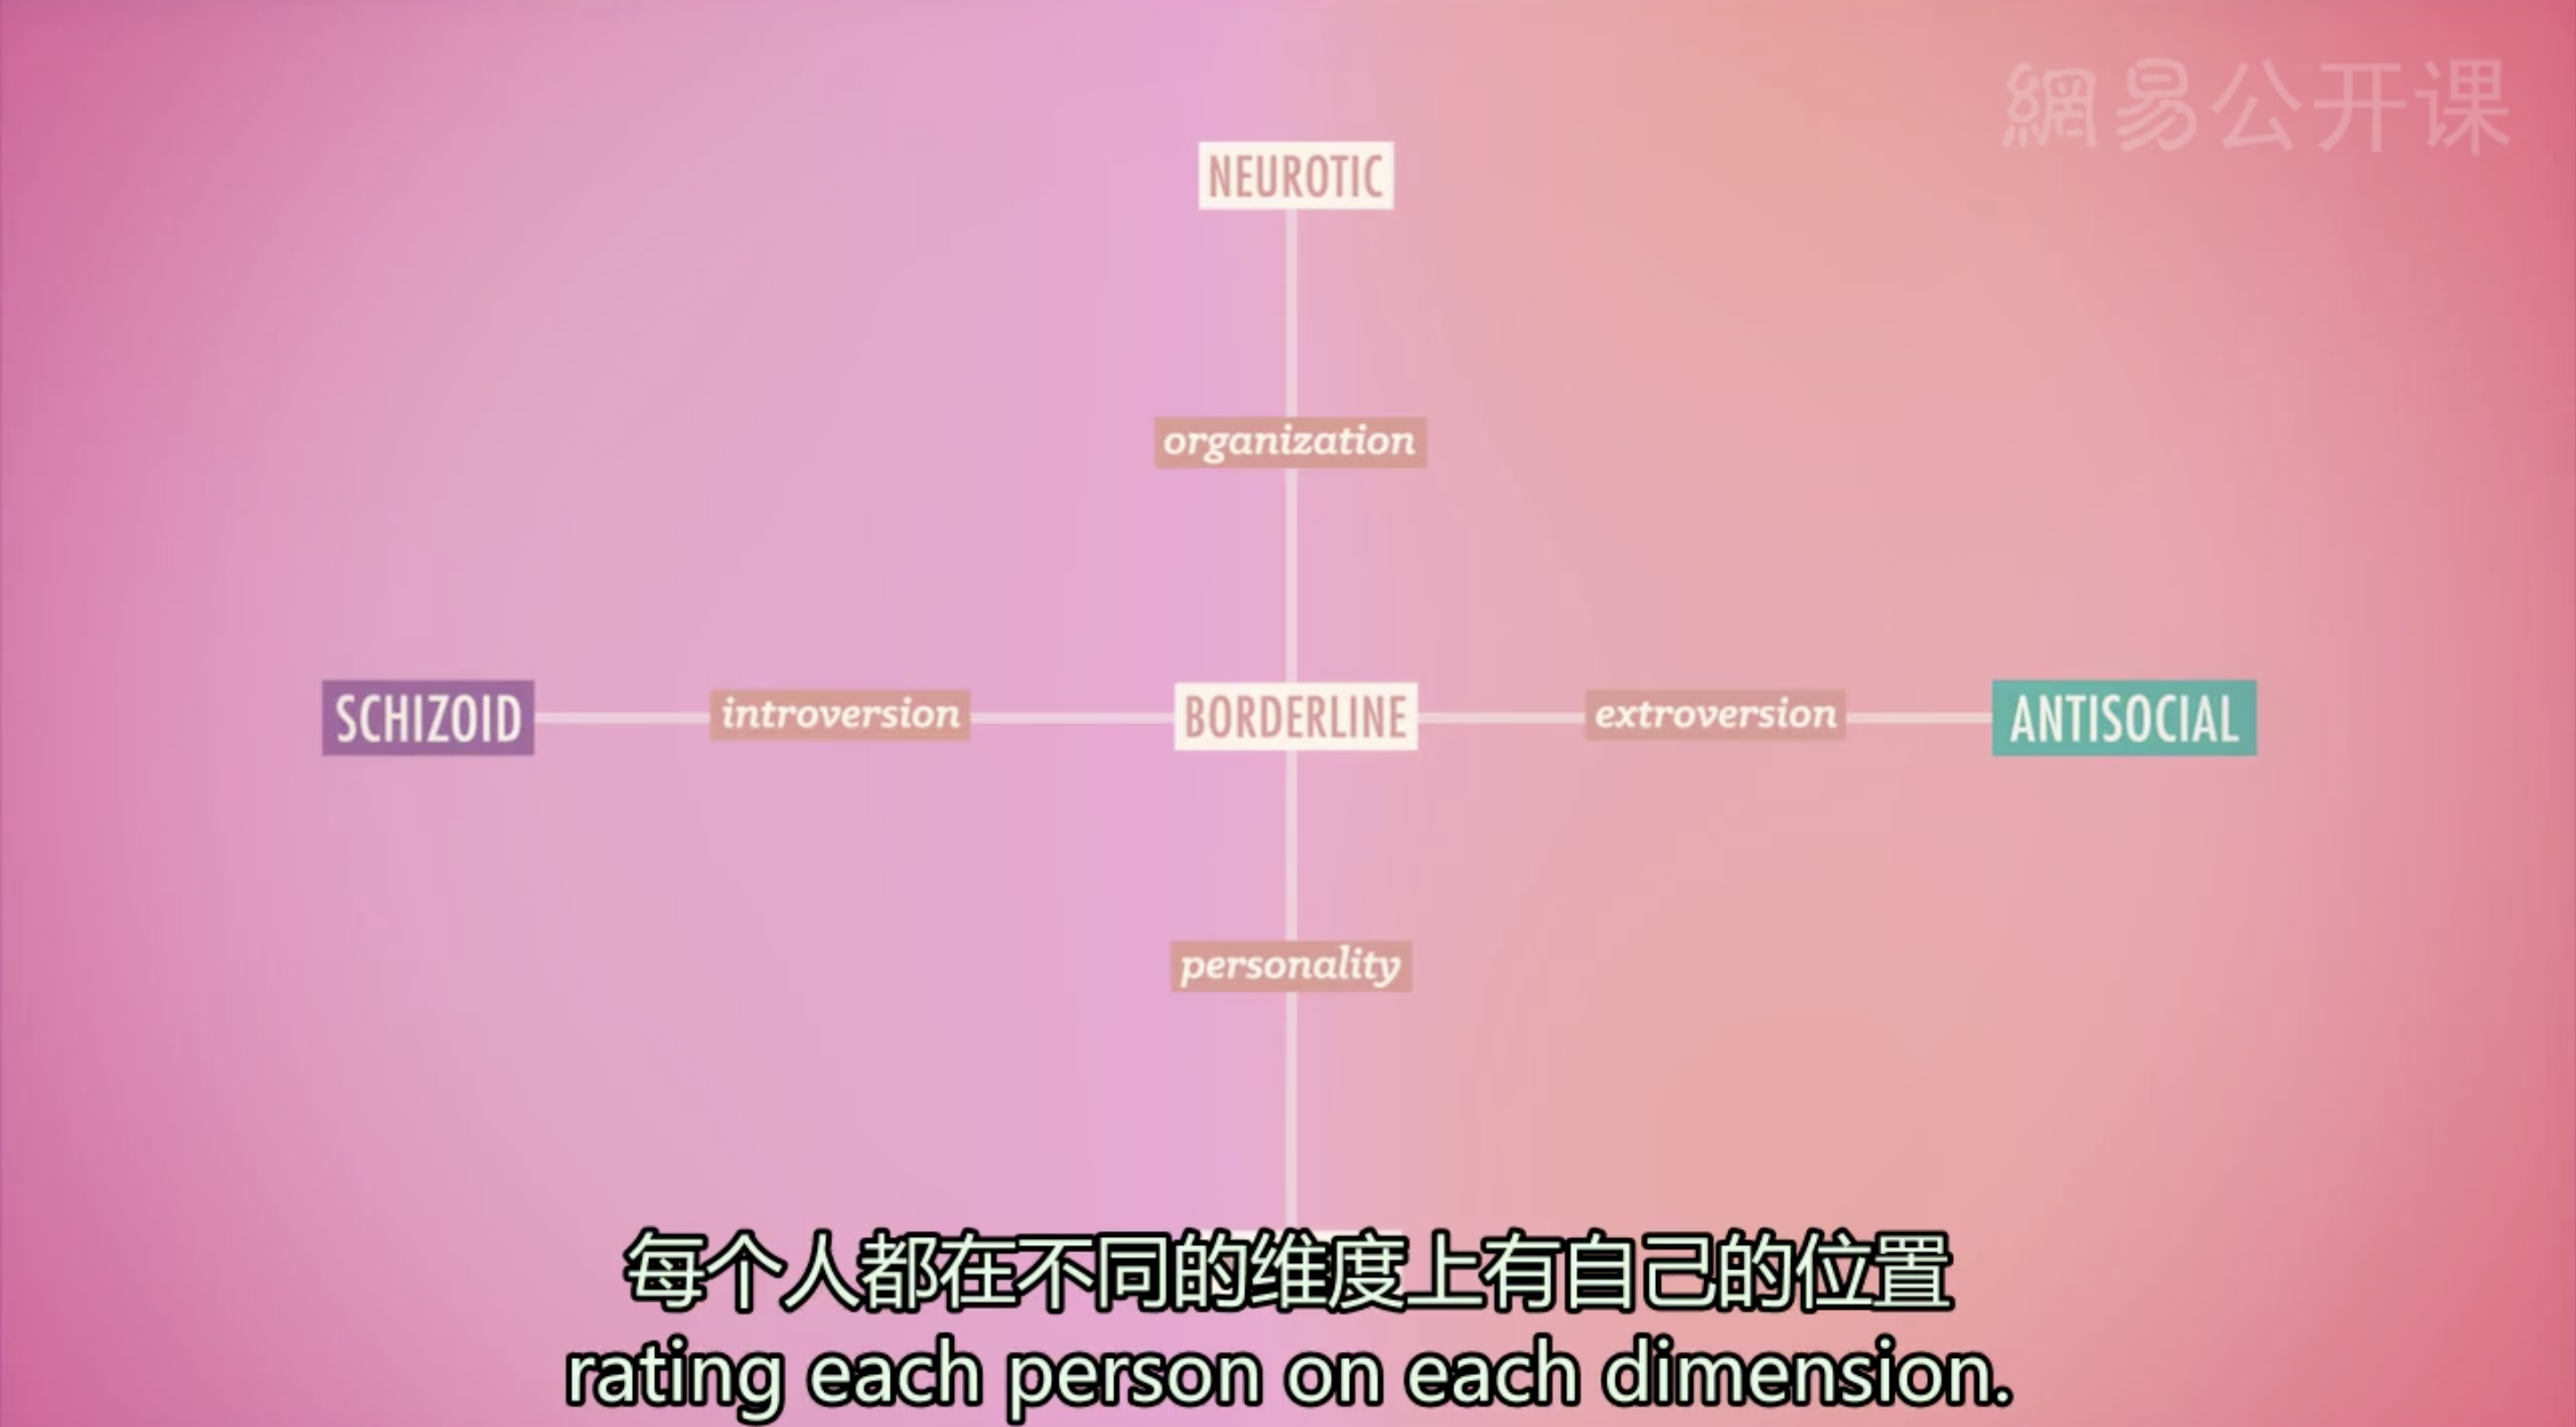 網易公开课
NEUROTIC
organization
SCHIZOID introversion BORDERLINE extroversion ANTISOCIAL
personality
每个人都在不同的维度上有自己的位置
rating each person on each dimension.